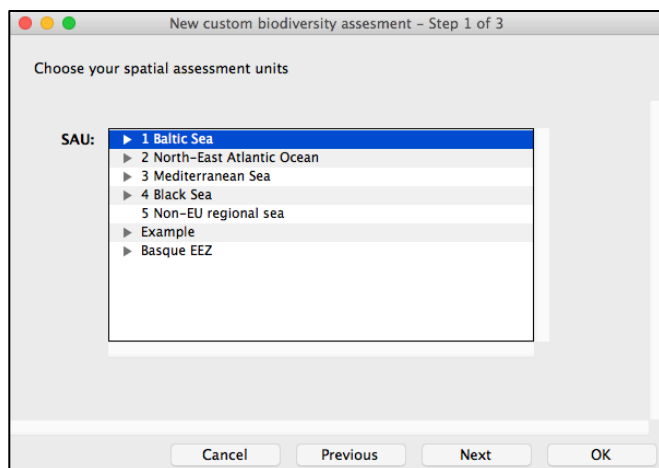 New custom biodiversity assesment – Step 1 of 3
Choose your spatial assessment units
SAU:
1 Baltic Sea
2 North-East Atlantic Ocean
3 Mediterranean Sea
4 Black Sea
5 Non-EU regional sea
Example
Basque EEZ
Cancel Previous Next OK